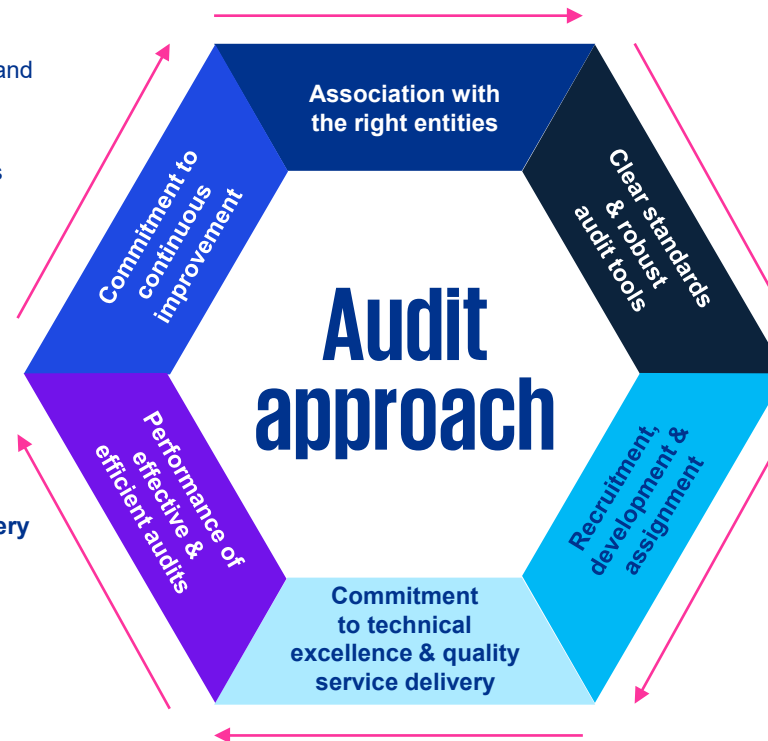 and
s
ery
Association with
the right entities
Clear standards
& robust
audit tools
Recruitment,
development &
assignment
Commitment
to technical
excellence & quality
service delivery
Performance of
effective &
efficient audits
Commitment to
continuous
improvement
Audit
approach